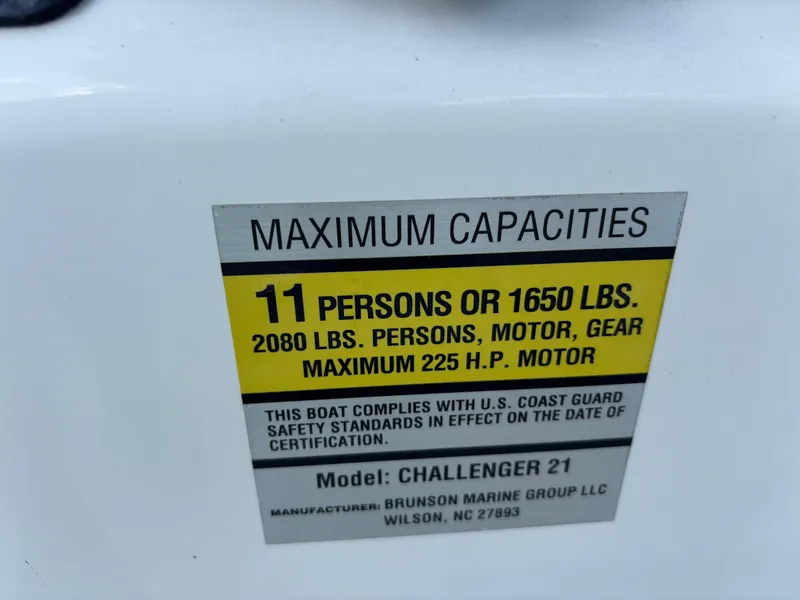 MAXIMUM CAPACITIES
11 PERSONS OR 1650 LBS.
2080 LBS. PERSONS, MOTOR, GEAR
MAXIMUM 225 H.P. MOTOR
THIS BOAT COMPLIES WITH U.S. COAST GUARD
SAFETY STANDARDS IN EFFECT ON THE DATE OF
CERTIFICATION.
Model: CHALLENGER 21
MANUFACTURER: BRUNSON MARINE GROUP LLC
WILSON, NC 27893